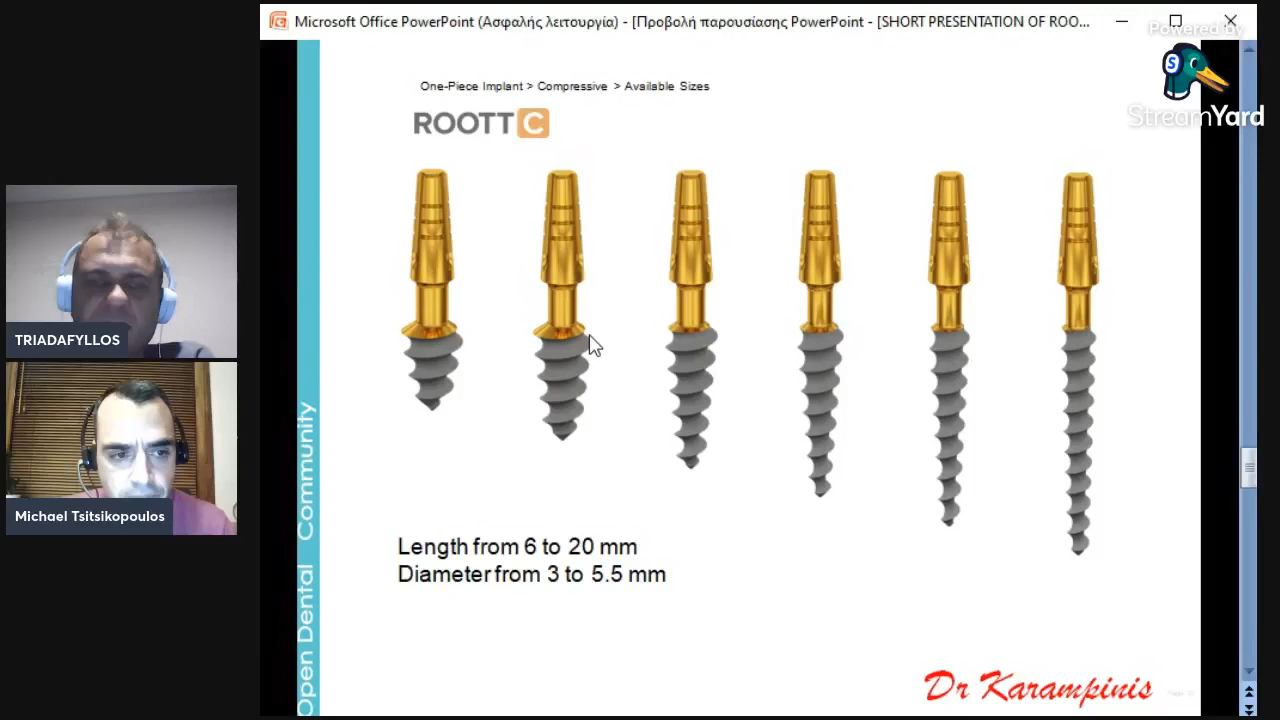 Microsoft Office PowerPoint (Ασφαλής λειτουργία) - [Προβολή παρουσίασης PowerPoint - [SHORT PRESENTATION OF ROO...
Powered by
StreamYard
One-Piece Implant > Compressive > Available Sizes
ROOTT C
TRIADAFYLLOS
Michael Tsitsikopoulos
Open Dental Community
Length from 6 to 20 mm
Diameter from 3 to 5.5 mm
Dr Karampinis